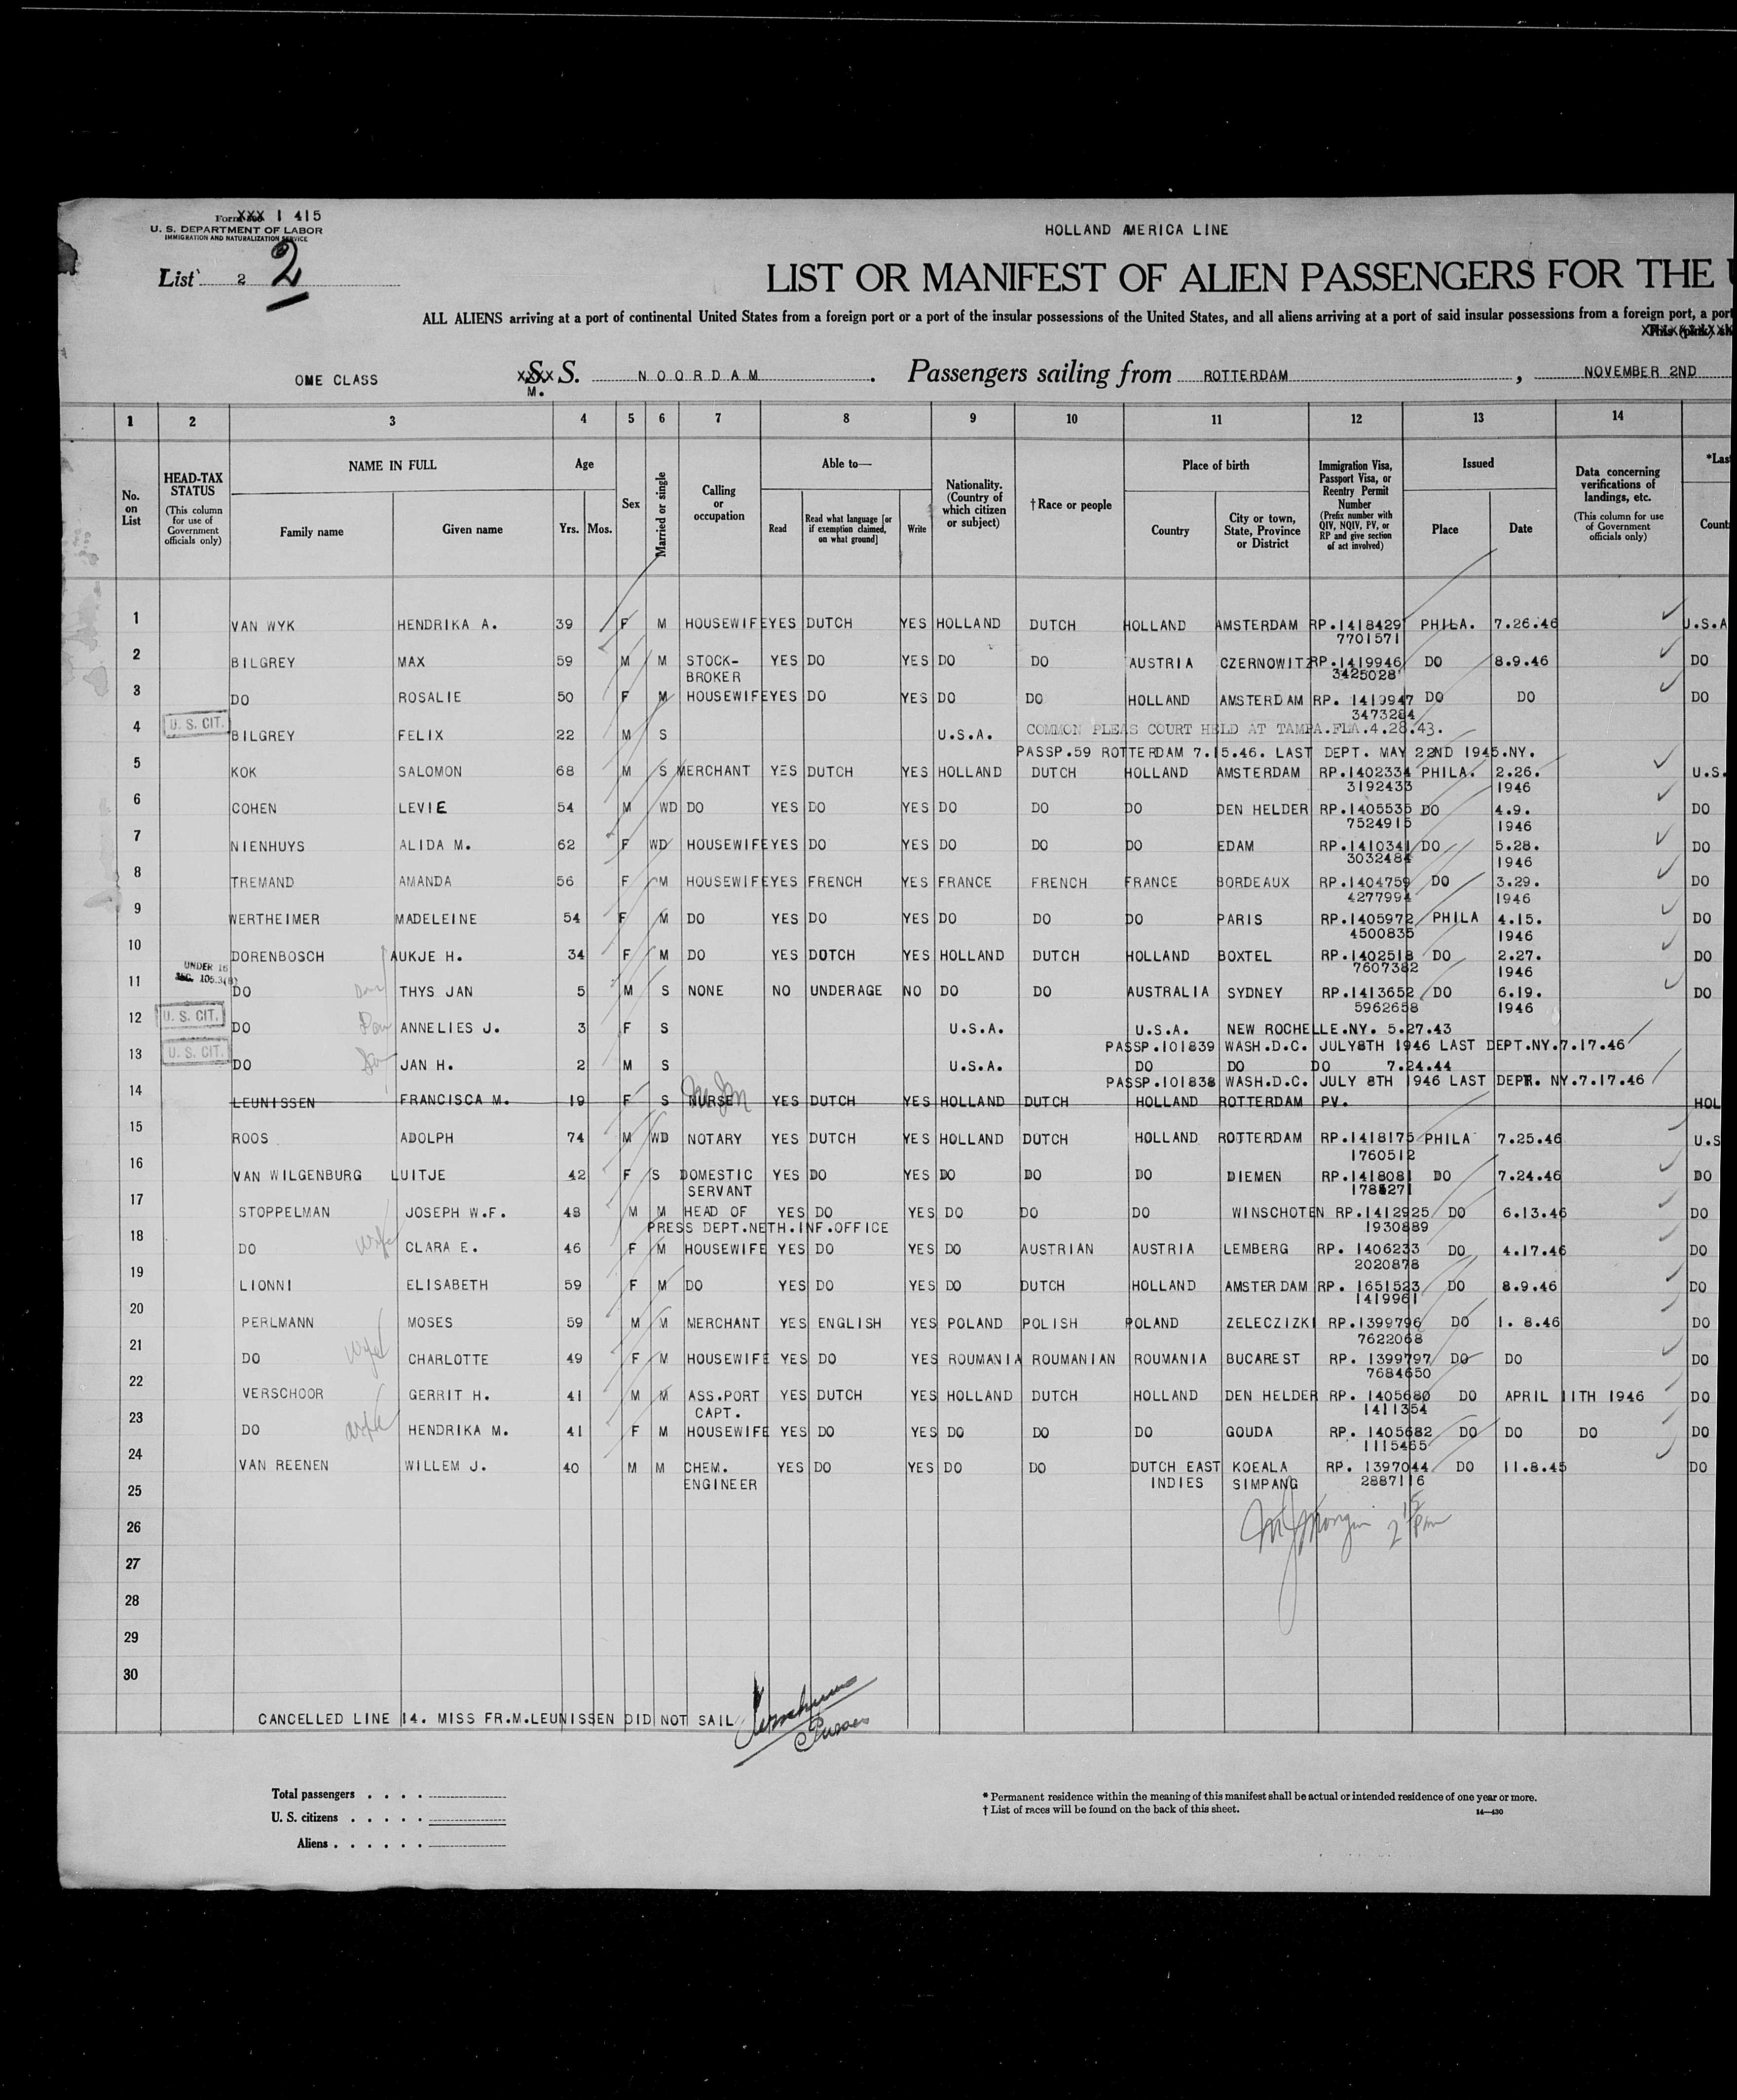 Form XXX I 415
U. S. DEPARTMENT OF LABOR
IMMIGRATION AND NATURALIZATION SERVICE
HOLLAND AMERICA LINE
List 2 2
LIST OR MANIFEST OF ALIEN PASSENGERS FOR THE
ALL ALIENS arriving at a port of continental United States from a foreign port or a port of the insular possessions of the United States, and all aliens arriving at a port of said insular possessions from a foreign port, a port
OME CLASS XXXX S. S. NOORDAM . Passengers sailing from ROTTERDAM , NOVEMBER 2ND
M.
1 2 3 4 5 6 7 8 9 10 11 12 13 14
No. on List HEAD-TAX STATUS (This column for use of Government officials only) NAME IN FULL Family name Given name Age Yrs. Mos. Sex Married or single Calling or occupation Able to— Read Read what language [or if exemption claimed, on what ground] Write Nationality. (Country of which citizen or subject) † Race or people Place of birth Country City or town, State, Province or District Immigration Visa, Passport Visa, or Reentry Permit Number (Prefix number with QIV, NQIV, PV, or RP and give section of act involved) Issued Place Date Data concerning verifications of landings, etc. (This column for use of Government officials only) *Las Count
1 VAN WYK HENDRIKA A. 39 F M HOUSEWIFE YES DUTCH YES HOLLAND DUTCH HOLLAND AMSTERDAM RP.1418429 PHILA. 7.26.46 U.S.A
7701571
2 BILGREY MAX 59 M M STOCK- YES DO YES DO DO AUSTRIA CZERNOWITZ RP.1419946 DO 8.9.46 DO
BROKER 3425028
3 DO ROSALIE 50 F M HOUSEWIFE YES DO YES DO DO HOLLAND AMSTERDAM RP. 1419947 DO DO DO
3473284
4 U. S. CIT. BILGREY FELIX 22 M S U.S.A. COMMON PLEAS COURT HELD AT TAMPA.FLA.4.28.43.
PASSP.59 ROTTERDAM 7.15.46. LAST DEPT. MAY 22ND 1945.NY.
5 KOK SALOMON 68 M S MERCHANT YES DUTCH YES HOLLAND DUTCH HOLLAND AMSTERDAM RP.1402334 PHILA. 2.26. U.S.
3192433 1946
6 COHEN LEVIE 54 M WD DO YES DO YES DO DO DO DEN HELDER RP.1405535 DO 4.9. DO
7524915 1946
7 NIENHUYS ALIDA M. 62 F WD HOUSEWIFE YES DO YES DO DO DO EDAM RP.1410341 DO 5.28. DO
3032484 1946
8 TREMAND AMANDA 56 F M HOUSEWIFE YES FRENCH YES FRANCE FRENCH FRANCE BORDEAUX RP.1404759 DO 3.29. DO
4277994 1946
9 WERTHEIMER MADELEINE 54 F M DO YES DO YES DO DO DO PARIS RP.1405972 PHILA 4.15. DO
4500835 1946
10 DORENBOSCH AUKJE H. 34 F M DO YES DOTCH YES HOLLAND DUTCH HOLLAND BOXTEL RP.1402518 DO 2.27. DO
7607382 1946
UNDER 16
SEC. 105.3(8)
11 DO THYS JAN 5 M S NONE NO UNDERAGE NO DO DO AUSTRALIA SYDNEY RP.1413652 DO 6.19. DO
5962658 1946
12 U. S. CIT. DO ANNELIES J. 3 F S U.S.A. U.S.A. NEW ROCHELLE.NY. 5.27.43
PASSP.101839 WASH.D.C. JULY8TH 1946 LAST DEPT.NY.7.17.46
13 U. S. CIT. DO JAN H. 2 M S U.S.A. DO DO DO 7.24.44
PASSP.101838 WASH.D.C. JULY 8TH 1946 LAST DEPT. NY.7.17.46
14 LEUNISSEN FRANCISCA M. 19 F S NURSE YES DUTCH YES HOLLAND DUTCH HOLLAND ROTTERDAM PV. HOL
15 ROOS ADOLPH 74 M WD NOTARY YES DUTCH YES HOLLAND DUTCH HOLLAND ROTTERDAM RP.1418175 PHILA 7.25.46 U.S
1760512
16 VAN WILGENBURG LUITJE 42 F S DOMESTIC YES DO YES DO DO DO DIEMEN RP.1418081 DO 7.24.46 DO
SERVANT
17 STOPPELMAN JOSEPH W.F. 48 M M HEAD OF YES DO YES DO DO DO WINSCHOTEN RP.1412925 DO 6.13.46 DO
PRESS DEPT.NETH.INF.OFFICE 1930889
18 DO wife CLARA E. 46 F M HOUSEWIFE YES DO YES DO AUSTRIAN AUSTRIA LEMBERG RP. 1406233 DO 4.17.46 DO
2020878
19 LIONNI ELISABETH 59 F M DO YES DO YES DO DUTCH HOLLAND AMSTERDAM RP. 1651523 DO 8.9.46 DO
1419961
20 PERLMANN MOSES 59 M M MERCHANT YES ENGLISH YES POLAND POLISH POLAND ZELECZIZKI RP.1399796 DO 1. 8.46 DO
7622068
21 DO wife CHARLOTTE 49 F M HOUSEWIFE YES DO YES ROUMANIA ROUMANIAN ROUMANIA BUCAREST RP. 1399797 DO DO DO
7684650
22 VERSCHOOR GERRIT H. 41 M M ASS.PORT YES DUTCH YES HOLLAND DUTCH HOLLAND DEN HELDER RP. 1405680 DO APRIL 11TH 1946 DO
CAPT. 1411354
23 DO wife HENDRIKA M. 41 F M HOUSEWIFE YES DO YES DO DO DO GOUDA RP. 1405682 DO DO DO DO
1115465
24 VAN REENEN WILLEM J. 40 M M CHEM. YES DO YES DO DO DUTCH EAST KOEALA RP. 1397044 DO 11.8.45 DO
ENGINEER INDIES SIMPANG 2887116
25
26
27
28
29
30
CANCELLED LINE 14. MISS FR.M.LEUNISSEN DID NOT SAIL
Purser
Total passengers . . . .
U. S. citizens . . . . .
Aliens . . . . . .
* Permanent residence within the meaning of this manifest shall be actual or intended residence of one year or more.
† List of races will be found on the back of this sheet.
14—430